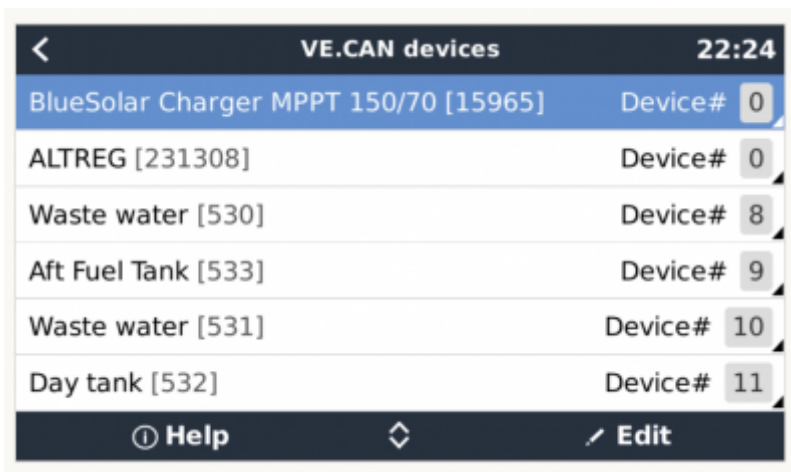 VE.CAN devices 22:24
BlueSolar Charger MPPT 150/70 [15965] Device# 0
ALTREG [231308] Device# 0
Waste water [530] Device# 8
Aft Fuel Tank [533] Device# 9
Waste water [531] Device# 10
Day tank [532] Device# 11
Help Edit